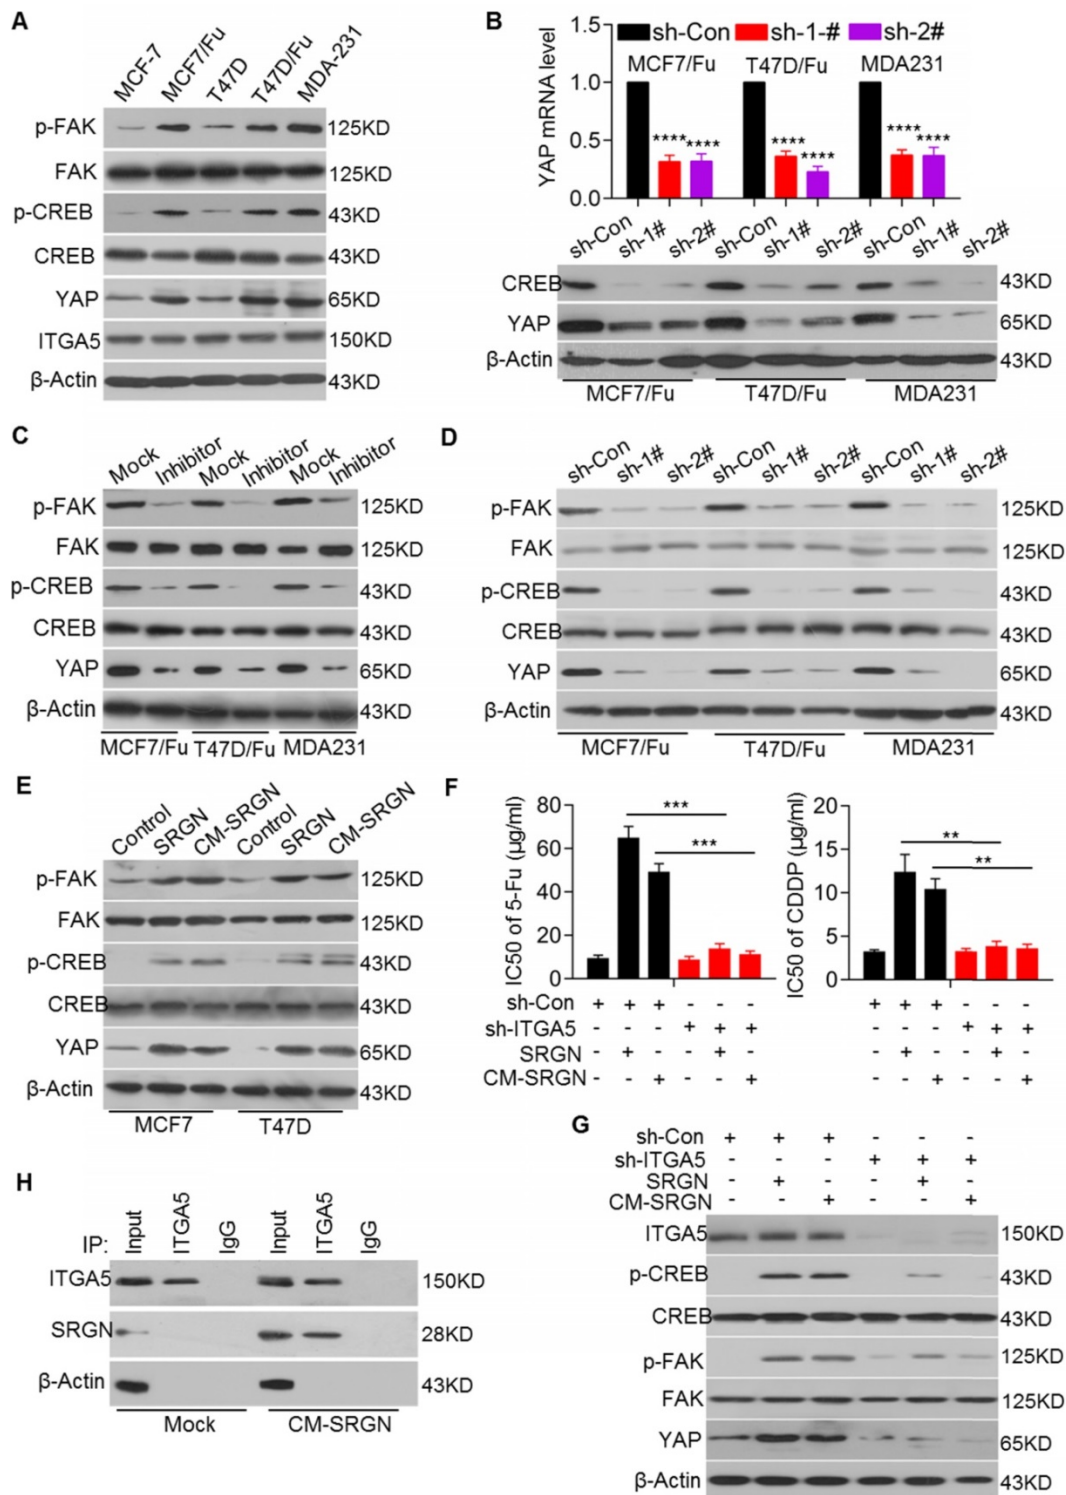 A
MCF-7
MCF7/Fu
T47D
T47D/Fu
MDA-231
p-FAK 125KD
FAK 125KD
p-CREB 43KD
CREB 43KD
YAP 65KD
ITGA5 150KD
β-Actin 43KD
B
sh-Con sh-1-# sh-2#
MCF7/Fu T47D/Fu MDA231
YAP mRNA level
1.5
1.0
0.5
0.0
**** ****
**** ****
**** ****
sh-Con sh-1# sh-2# sh-Con sh-1# sh-2# sh-Con sh-1# sh-2#
CREB 43KD
YAP 65KD
β-Actin 43KD
MCF7/Fu T47D/Fu MDA231
C
Mock Inhibitor Mock Inhibitor Mock Inhibitor
p-FAK 125KD
FAK 125KD
p-CREB 43KD
CREB 43KD
YAP 65KD
β-Actin 43KD
MCF7/Fu T47D/Fu MDA231
D
sh-Con sh-1# sh-2# sh-Con sh-1# sh-2# sh-Con sh-1# sh-2#
p-FAK 125KD
FAK 125KD
p-CREB 43KD
CREB 43KD
YAP 65KD
β-Actin 43KD
MCF7/Fu T47D/Fu MDA231
E
Control SRGN CM-SRGN Control SRGN CM-SRGN
p-FAK 125KD
FAK 125KD
p-CREB 43KD
CREB 43KD
YAP 65KD
β-Actin 43KD
MCF7 T47D
F
IC50 of 5-Fu (μg/ml)
80
60
40
20
0
***
***
IC50 of CDDP (μg/ml)
20
15
10
5
0
**
**
sh-Con + + + - - - + + + - - -
sh-ITGA5 - - - + + + - - - + + +
SRGN - + - - + - - + - - + -
CM-SRGN - - + - - + - - + - - +
G
sh-Con + + + - - -
sh-ITGA5 - - - + + +
SRGN - + - - + -
CM-SRGN - - + - - +
ITGA5 150KD
p-CREB 43KD
CREB 43KD
p-FAK 125KD
FAK 125KD
YAP 65KD
β-Actin 43KD
H
IP: Input ITGA5 IgG Input ITGA5 IgG
ITGA5 150KD
SRGN 28KD
β-Actin 43KD
Mock CM-SRGN